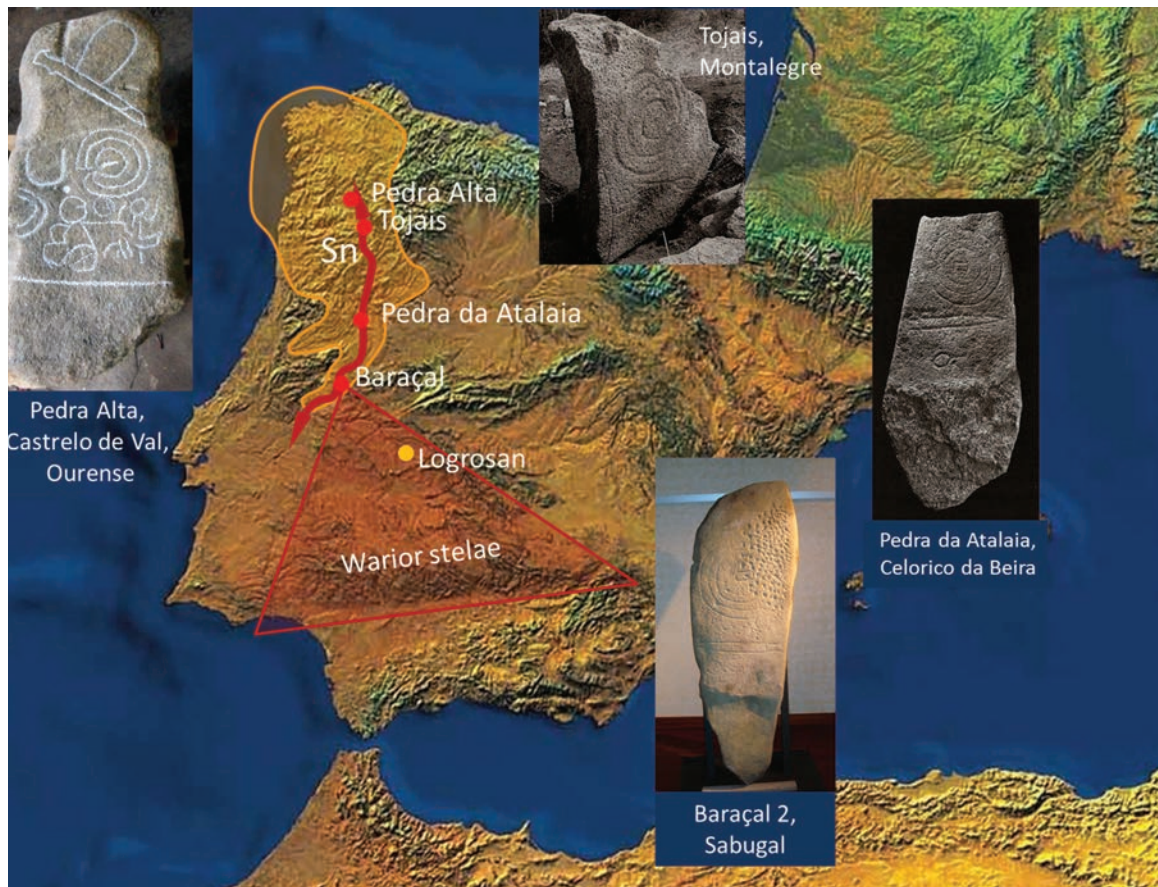 Pedra Alta,
Castrelo de Val,
Ourense
Tojais,
Montalegre
Pedra Alta
Tojais
Sn
Pedra da Atalaia
Baraçal
Logrosan
Warior stelae
Pedra da Atalaia,
Celorico da Beira
Baraçal 2,
Sabugal